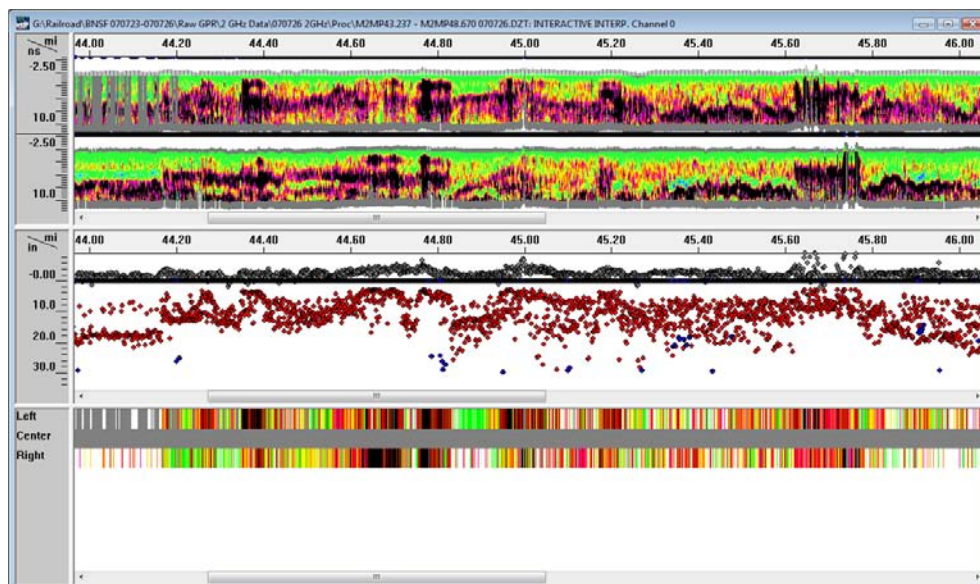 G:\Railroad\BNSF 070723-070726\Raw GPR\2 GHz Data\070726 2GHz\Proc\M2MP43.237 - M2MP48.670 070726.DZT: INTERACTIVE INTERP. Channel 0
mi 44.00 44.20 44.40 44.60 44.80 45.00 45.20 45.40 45.60 45.80 46.00
ns
-2.50
10.0
-2.50
10.0
mi 44.00 44.20 44.40 44.60 44.80 45.00 45.20 45.40 45.60 45.80 46.00
in
-0.00
10.0
20.0
30.0
Left
Center
Right